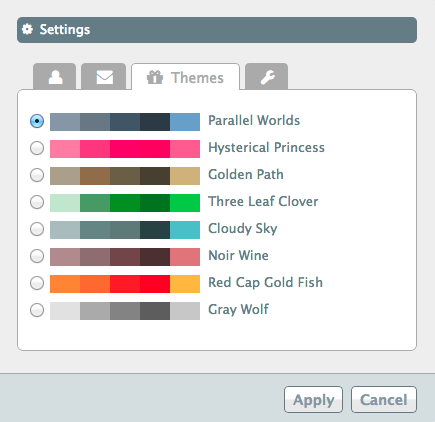 Settings
Themes
Parallel Worlds
Hysterical Princess
Golden Path
Three Leaf Clover
Cloudy Sky
Noir Wine
Red Cap Gold Fish
Gray Wolf
Apply Cancel